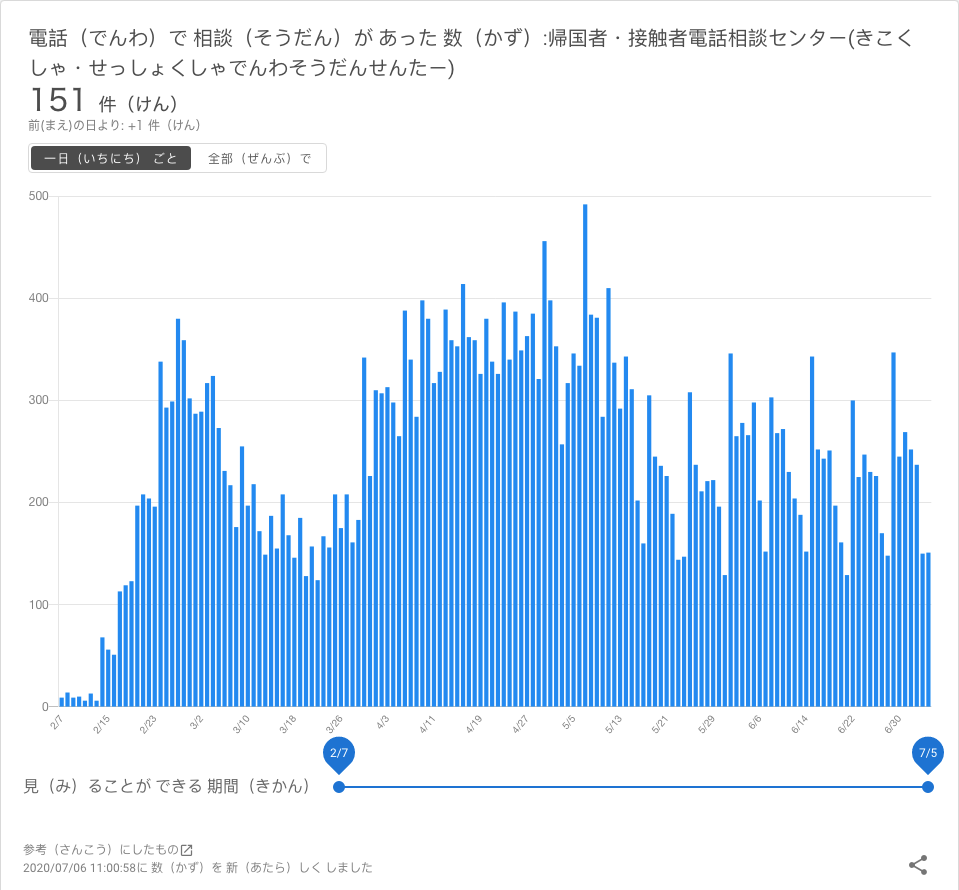 電話（でんわ）で 相談（そうだん）が あった 数（かず）:帰国者・接触者電話相談センター(きこく
しゃ・せっしょくしゃでんわそうだんせんたー)
151 件（けん）
前(まえ)の日より: +1 件（けん）
一日（いちにち） ごと 全部（ぜんぶ）で
500
400
300
200
100
0
2/7 2/15 2/23 3/2 3/10 3/18 3/26 4/3 4/11 4/19 4/27 5/5 5/13 5/21 5/29 6/6 6/14 6/22 6/30
2/7 7/5
見（み）ることが できる 期間（きかん）
参考（さんこう）にしたもの
2020/07/06 11:00:58に 数（かず）を 新（あたら）しく しました